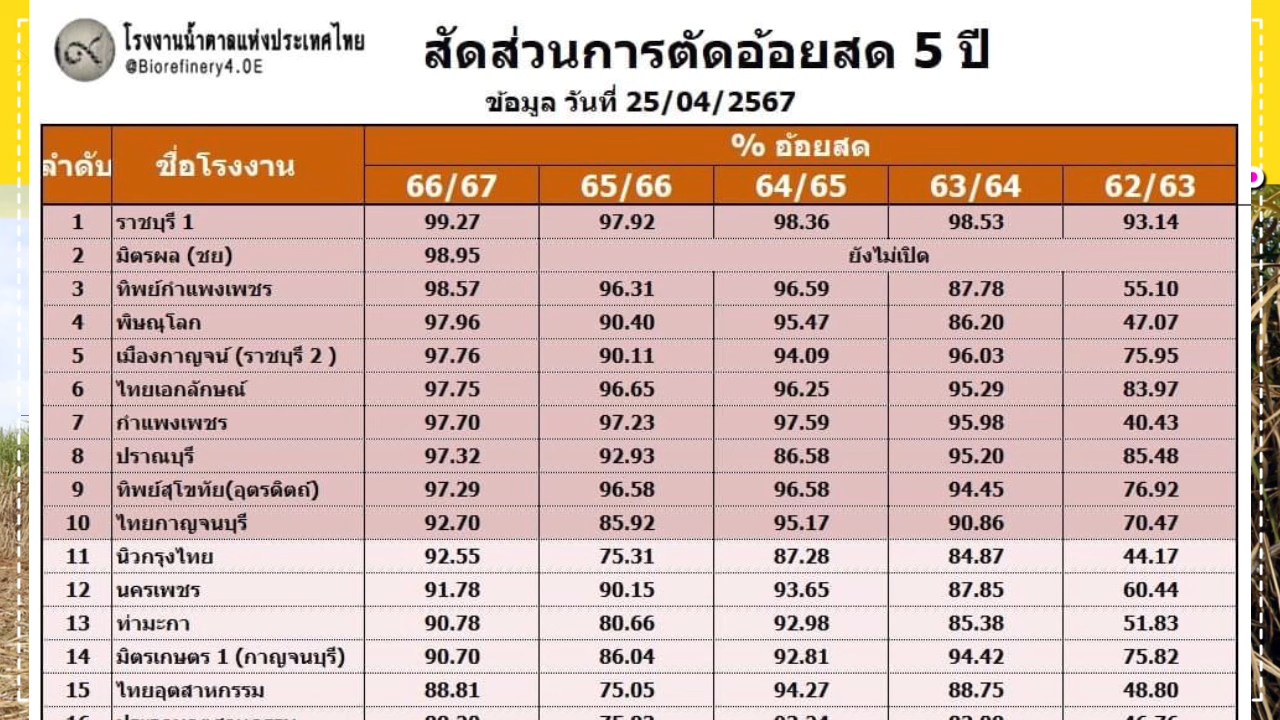 โรงงานน้ำตาลแห่งประเทศไทย
@Biorefinery4.0E
สัดส่วนการตัดอ้อยสด 5 ปี
ข้อมูล วันที่ 25/04/2567
ลำดับ ชื่อโรงงาน % อ้อยสด
66/67 65/66 64/65 63/64 62/63
1 ราชบุรี 1 99.27 97.92 98.36 98.53 93.14
2 มิตรผล (ชย) 98.95 ยังไม่เปิด
3 ทิพย์กำแพงเพชร 98.57 96.31 96.59 87.78 55.10
4 พิษณุโลก 97.96 90.40 95.47 86.20 47.07
5 เมืองกาญจน์ (ราชบุรี 2 ) 97.76 90.11 94.09 96.03 75.95
6 ไทยเอกลักษณ์ 97.75 96.65 96.25 95.29 83.97
7 กำแพงเพชร 97.70 97.23 97.59 95.98 40.43
8 ปราณบุรี 97.32 92.93 86.58 95.20 85.48
9 ทิพย์สุโขทัย(อุตรดิตถ์) 97.29 96.58 96.58 94.45 76.92
10 ไทยกาญจนบุรี 92.70 85.92 95.17 90.86 70.47
11 นิวกรุงไทย 92.55 75.31 87.28 84.87 44.17
12 นครเพชร 91.78 90.15 93.65 87.85 60.44
13 ท่ามะกา 90.78 80.66 92.98 85.38 51.83
14 มิตรเกษตร 1 (กาญจนบุรี) 90.70 86.04 92.81 94.42 75.82
15 ไทยอุตสาหกรรม 88.81 75.05 94.27 88.75 48.80